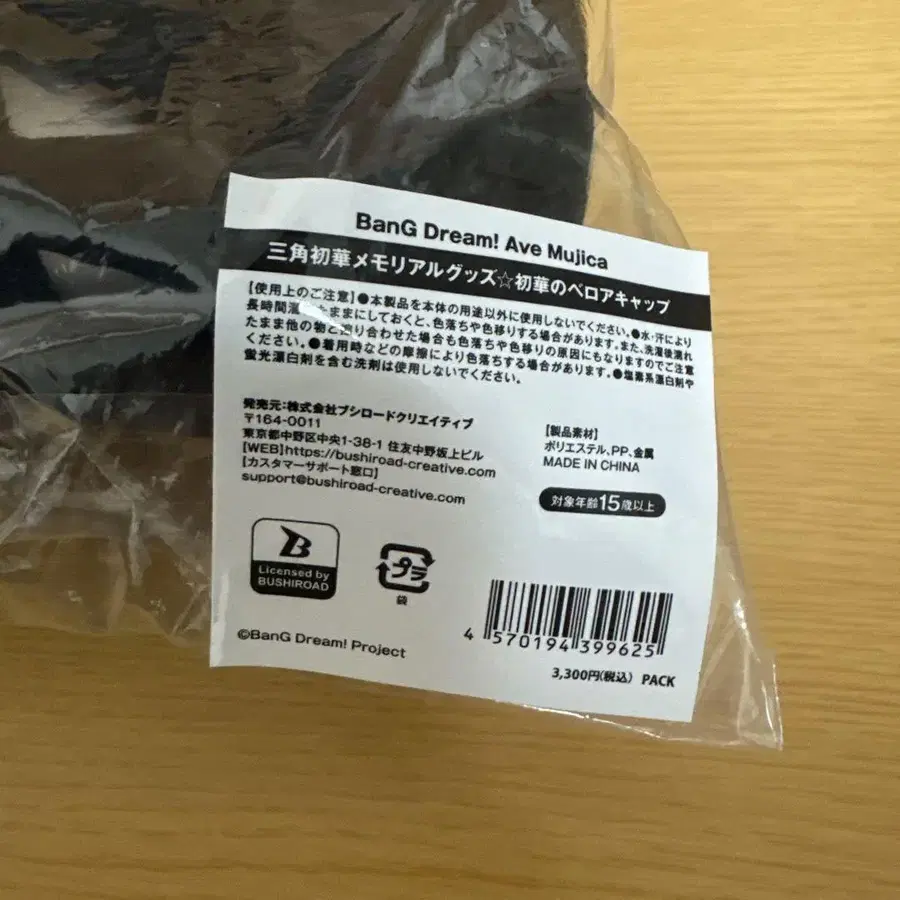 BanG Dream! Ave Mujica
三角初華メモリアルグッズ☆初華のベロアキャップ
【使用上のご注意】●本製品を本体の用途以外に使用しないでください。●水・汗により
長時間濡れたままにしておくと、色落ちや色移りする場合があります。また、洗濯後濡れ
たまま他の物と重り合わせた場合も色落ちや色移りの原因にもなりますのでご注意
ください。●着用時などの摩擦により色落ちする場合があります。●塩素系漂白剤や
蛍光漂白剤を含む洗剤は使用しないでください。
発売元:株式会社ブシロードクリエイティブ
〒164-0011
東京都中野区中央1-38-1 住友中野坂上ビル
[WEB]https://bushiroad-creative.com
[カスタマーサポート窓口]
support@bushiroad-creative.com
【製品素材】
ポリエステル、PP、金属
MADE IN CHINA
対象年齢15歳以上
B
Licensed by
BUSHIROAD
プラ
袋
©BanG Dream! Project
4 570194 399625
3,300円(税込) PACK